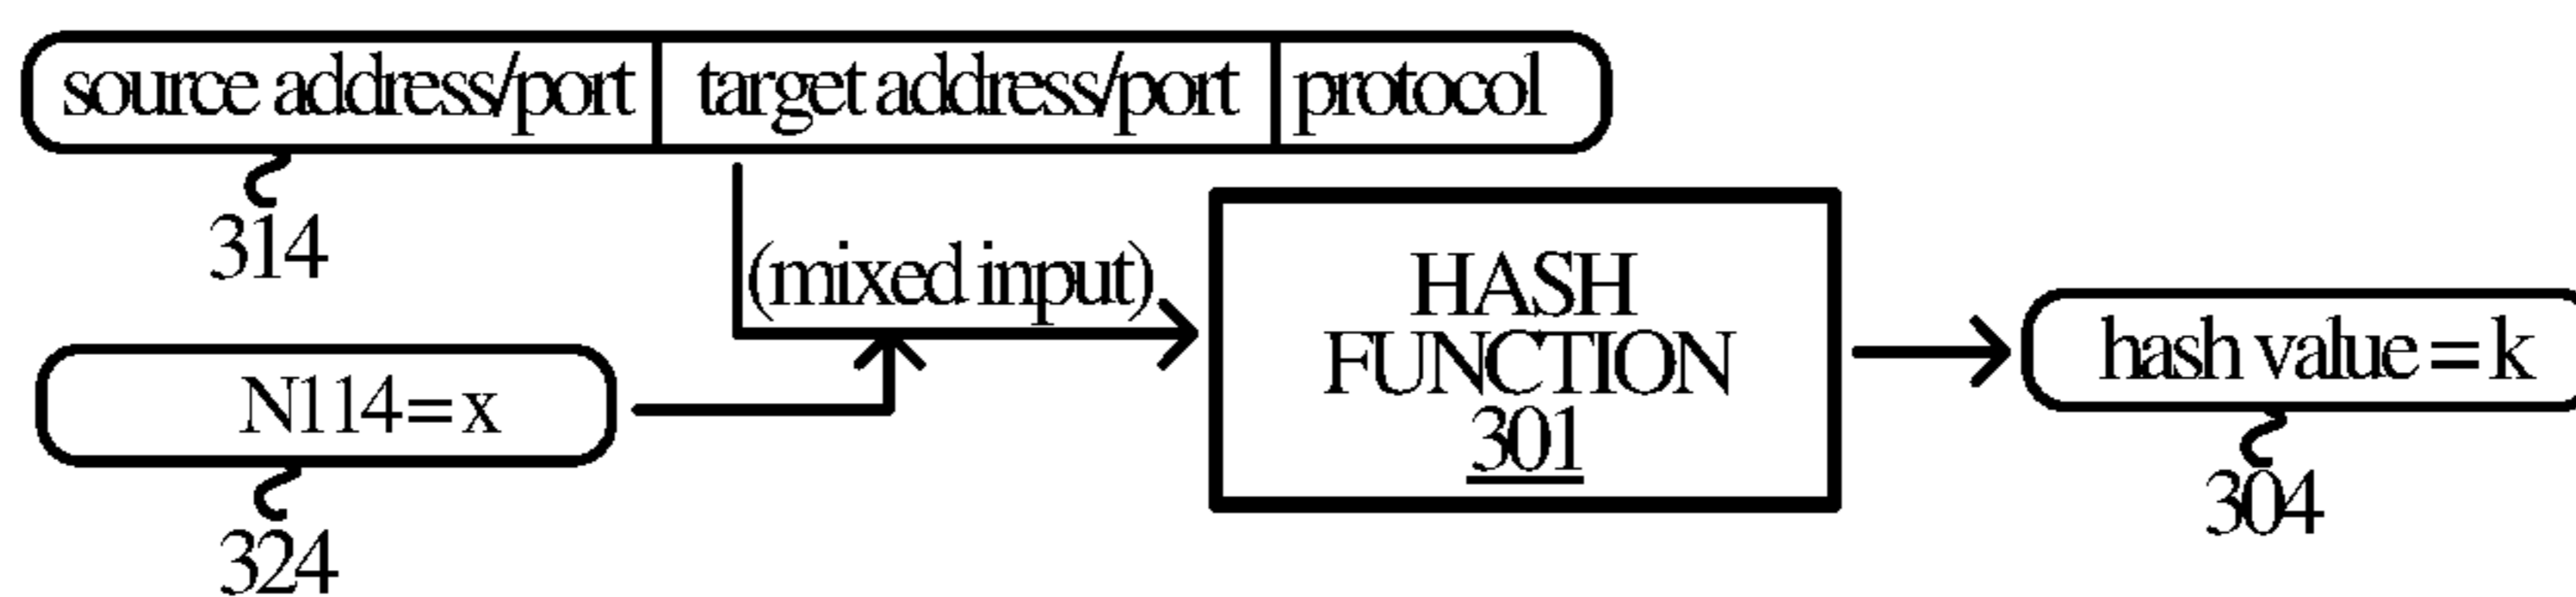 source address/port target address/port protocol
314
(mixed input)
HASH
FUNCTION
301
N114=x
324
hash value = k
304